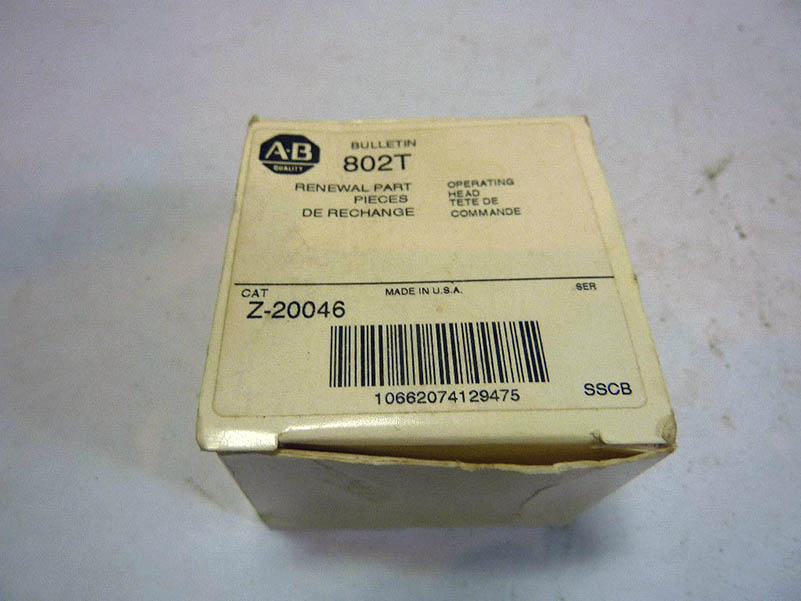 A-B
QUALITY
BULLETIN
802T
RENEWAL PART
PIECES
DE RECHANGE
OPERATING
HEAD
TETE DE
COMMANDE
CAT
MADE IN U.S.A.
SER
Z-20046
10662074129475
SSCB